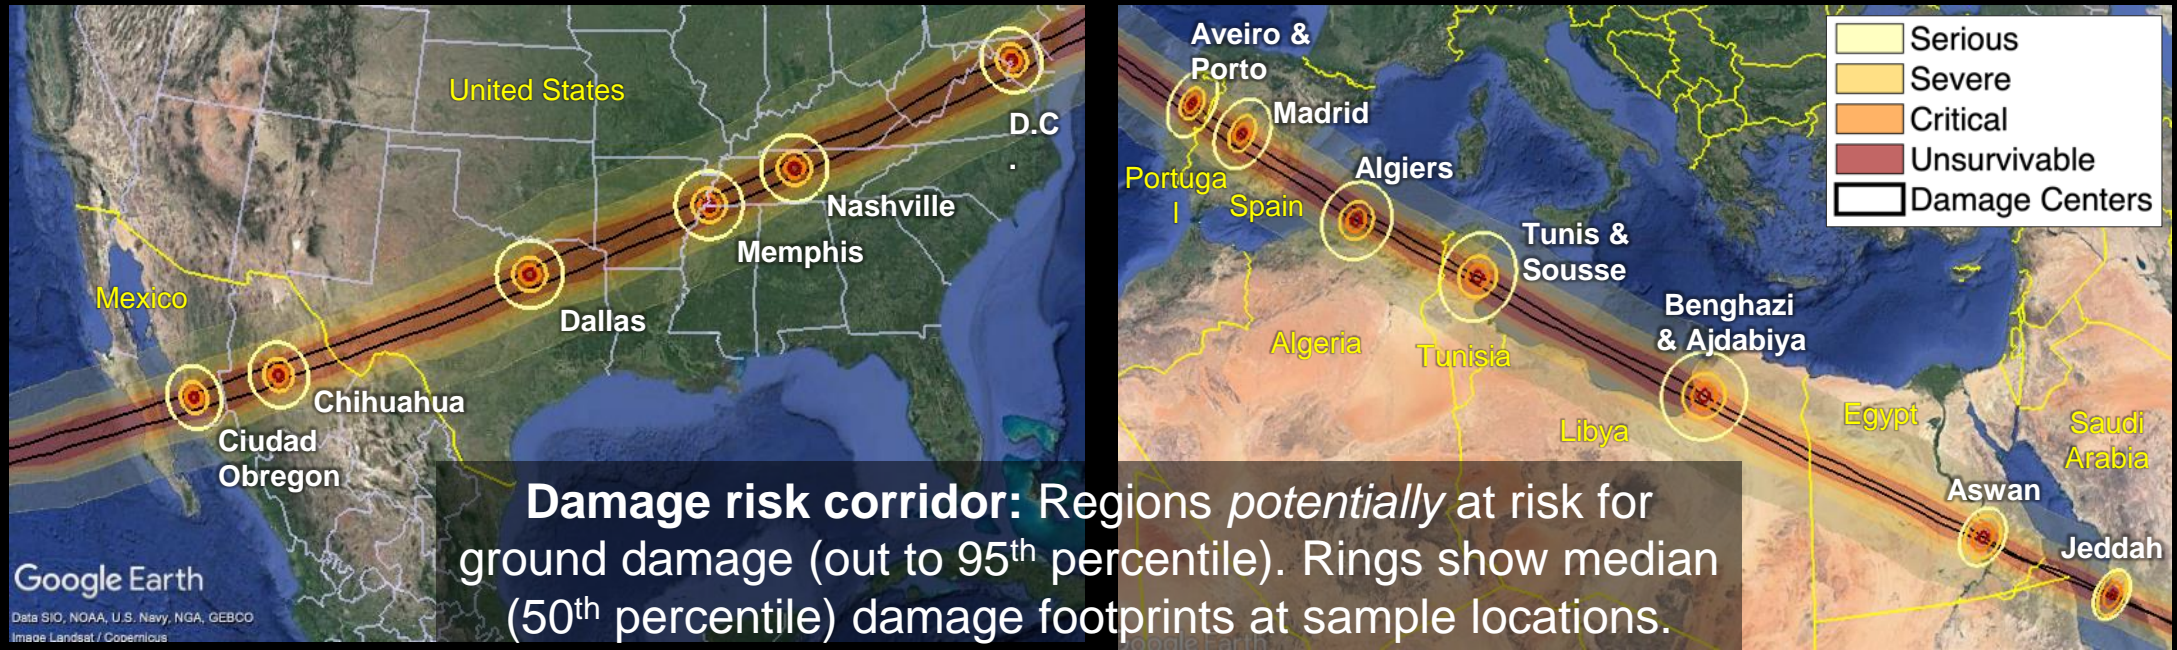 United States
D.C
.
Nashville
Memphis
Mexico
Dallas
Chihuahua
Ciudad
Obregon
Google Earth
Data SIO, NOAA, U.S. Navy, NGA, GEBCO
Image Landsat / Copernicus
Aveiro &
Porto
Madrid
Algiers
Portuga
l
Spain
Tunis &
Sousse
Benghazi
& Ajdabiya
Algeria
Tunisia
Libya
Egypt
Saudi
Arabia
Aswan
Jeddah
Serious
Severe
Critical
Unsurvivable
Damage Centers
Damage risk corridor: Regions potentially at risk for
ground damage (out to 95th percentile). Rings show median
(50th percentile) damage footprints at sample locations.
Google Earth